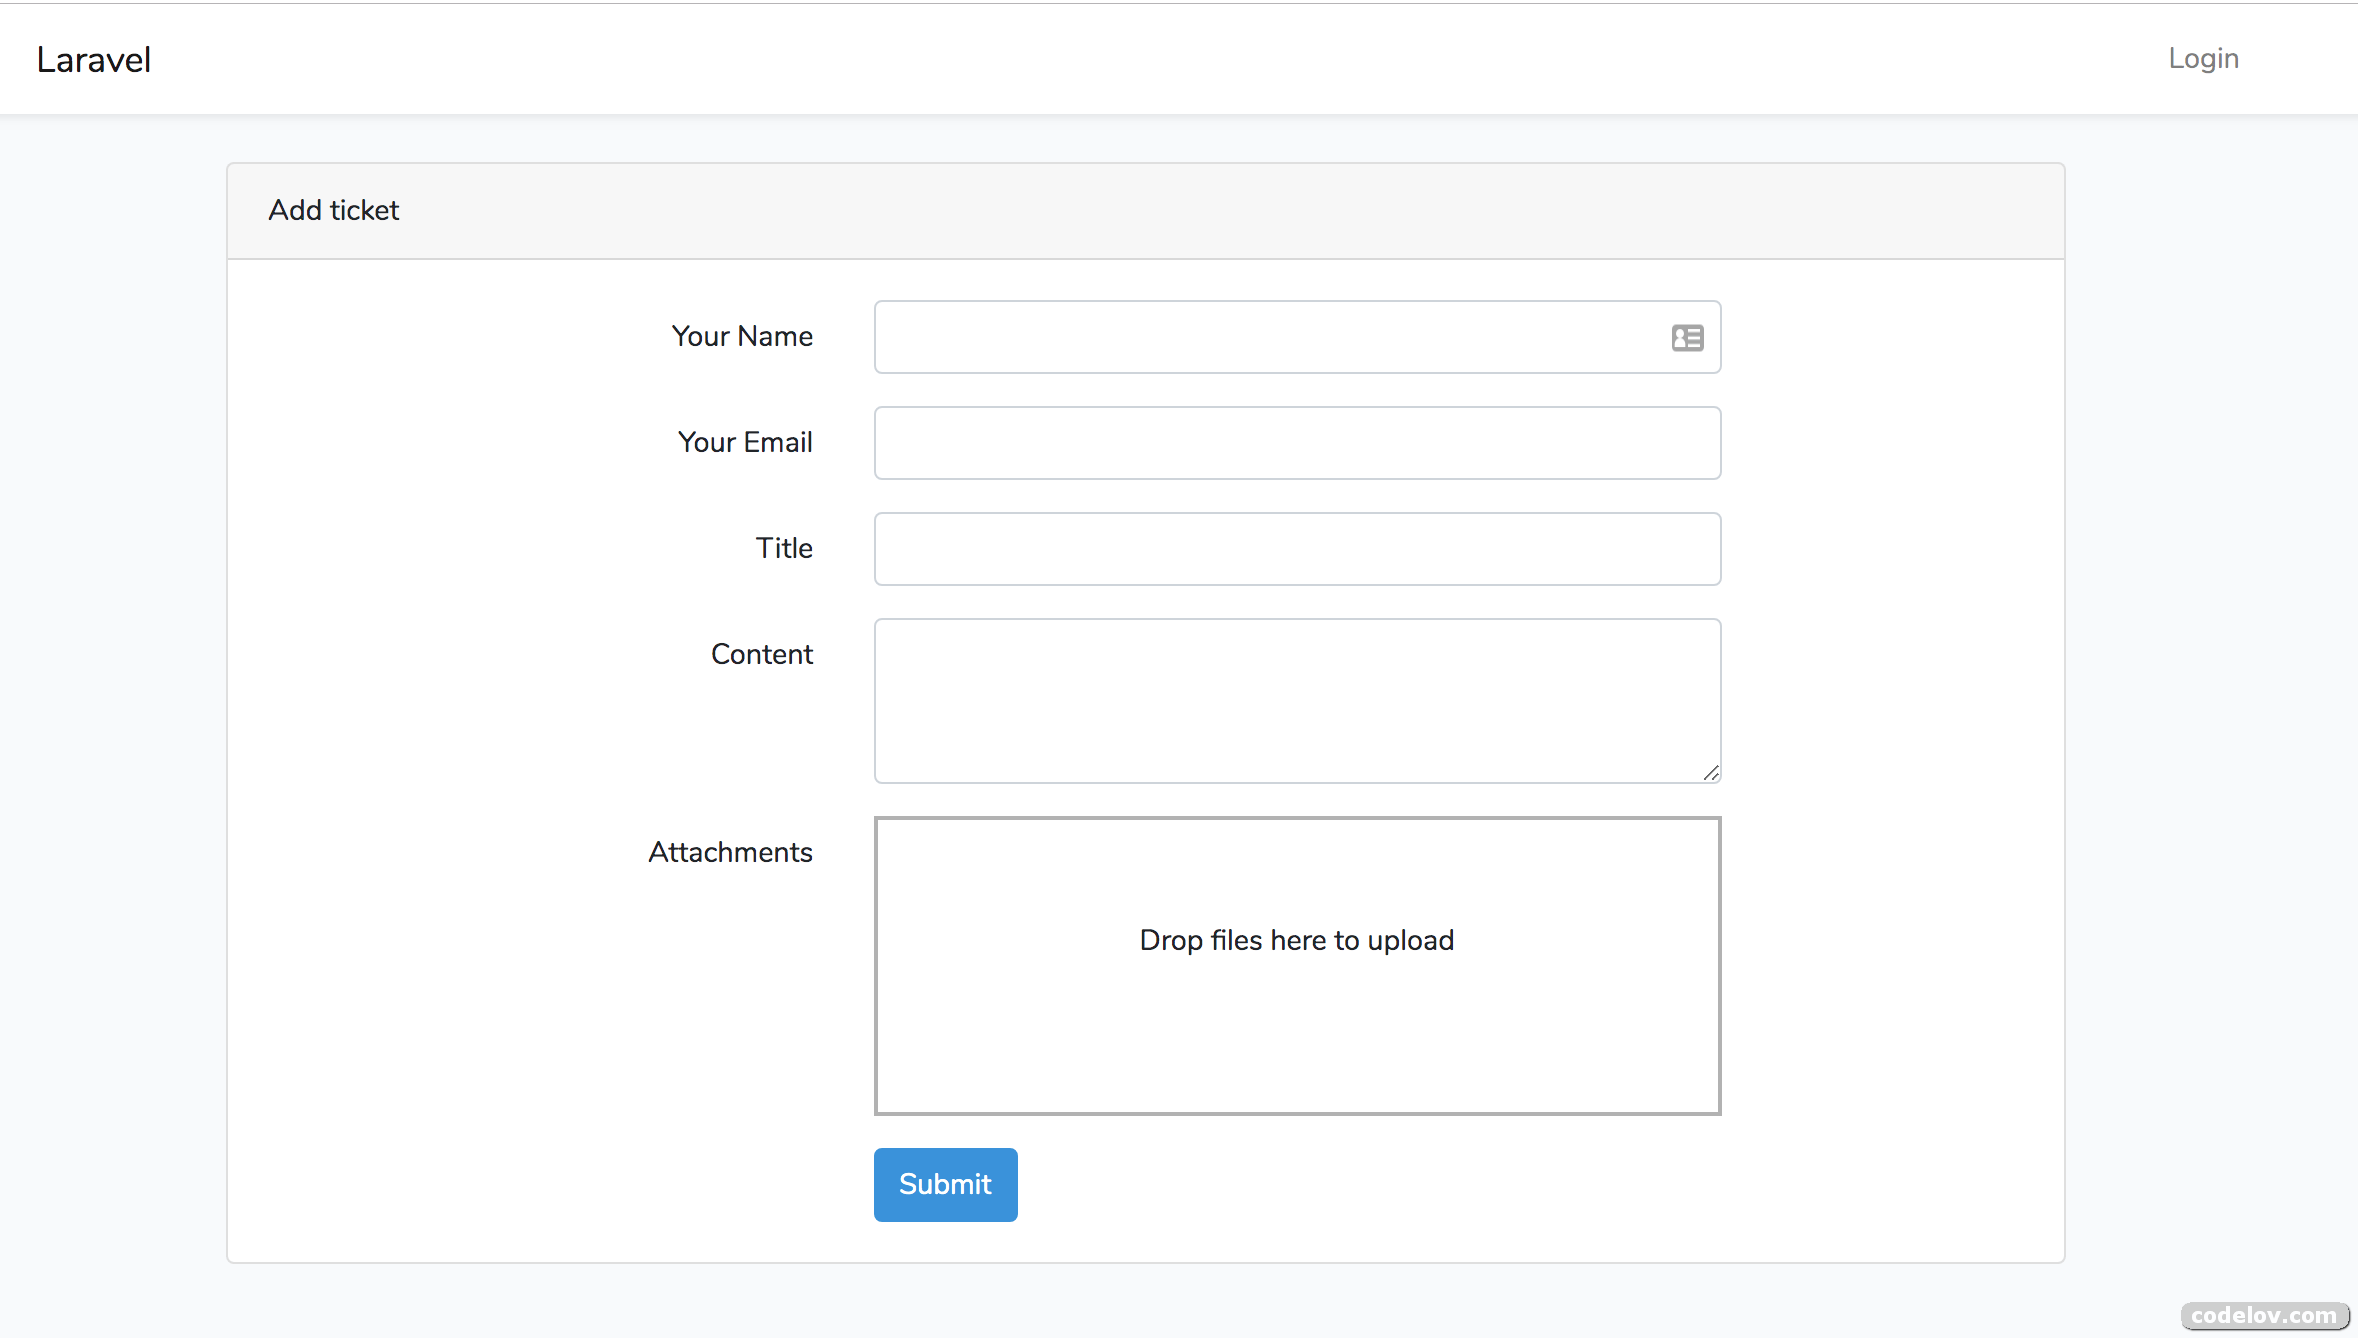 Laravel
Login
Add ticket
Your Name
Your Email
Title
Content
Attachments
Drop files here to upload
Submit
codelov.com